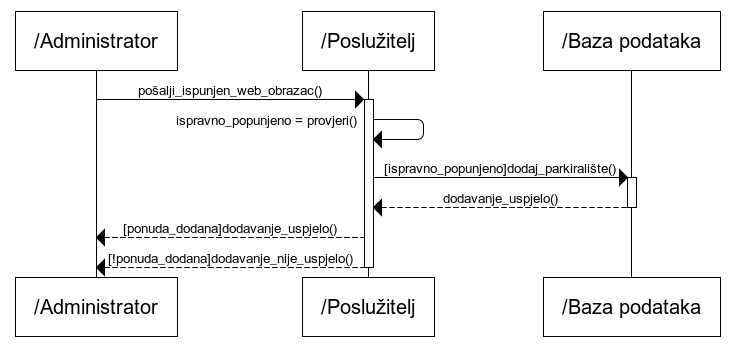 /Administrator
/Poslužitelj
/Baza podataka
pošalji_ispunjen_web_obrazac()
ispravno_popunjeno = provjeri()
[ispravno_popunjeno]dodaj_parkiralište()
dodavanje_uspjelo()
[ponuda_dodana]dodavanje_uspjelo()
[!ponuda_dodana]dodavanje_nije_uspjelo()
/Administrator
/Poslužitelj
/Baza podataka